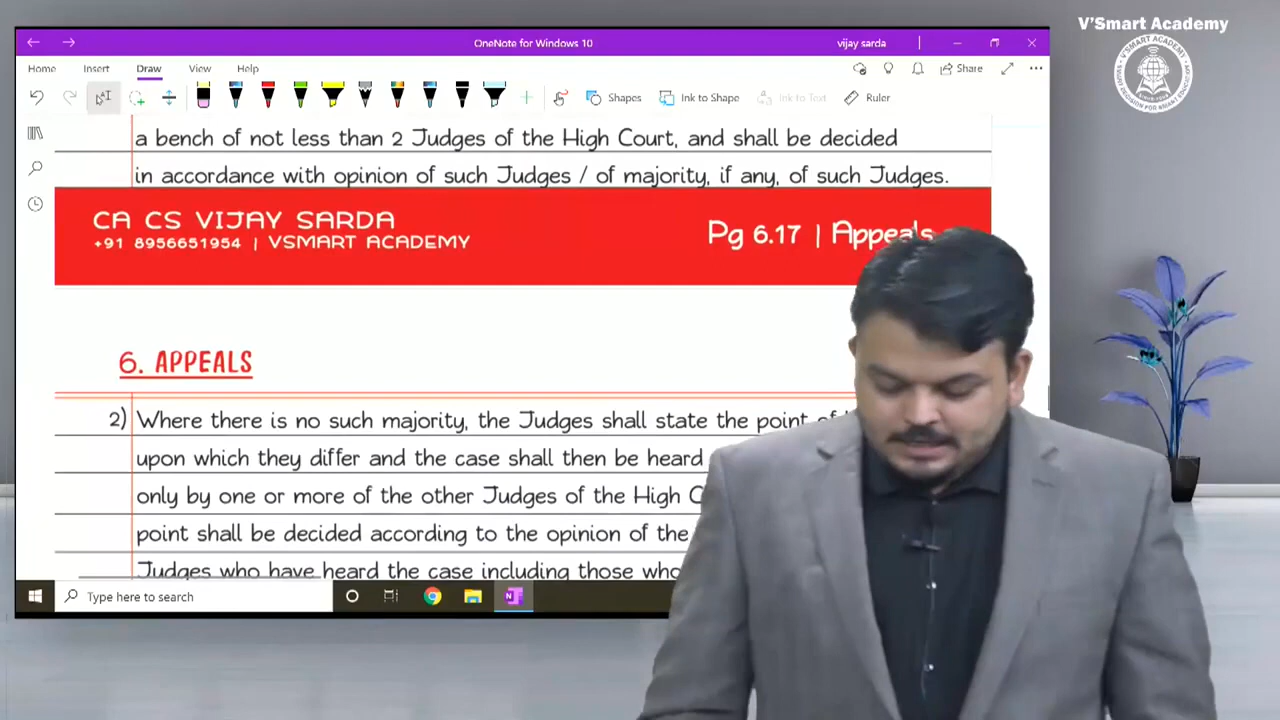 V'Smart Academy
OneNote for Windows 10
vijay sarda
Home Insert Draw View Help
Share
Shapes Ink to Shape Ink to Text Ruler
a bench of not less than 2 Judges of the High Court, and shall be decided
in accordance with opinion of such Judges / of majority, if any, of such Judges.
CA CS VIJAY SARDA
+91 8956651954 | VSMART ACADEMY
Pg 6.17 | Appeals
6. APPEALS
2) Where there is no such majority, the Judges shall state the point of
upon which they differ and the case shall then be heard
only by one or more of the other Judges of the High
point shall be decided according to the opinion of the
Judges who have heard the case including those who
Type here to search